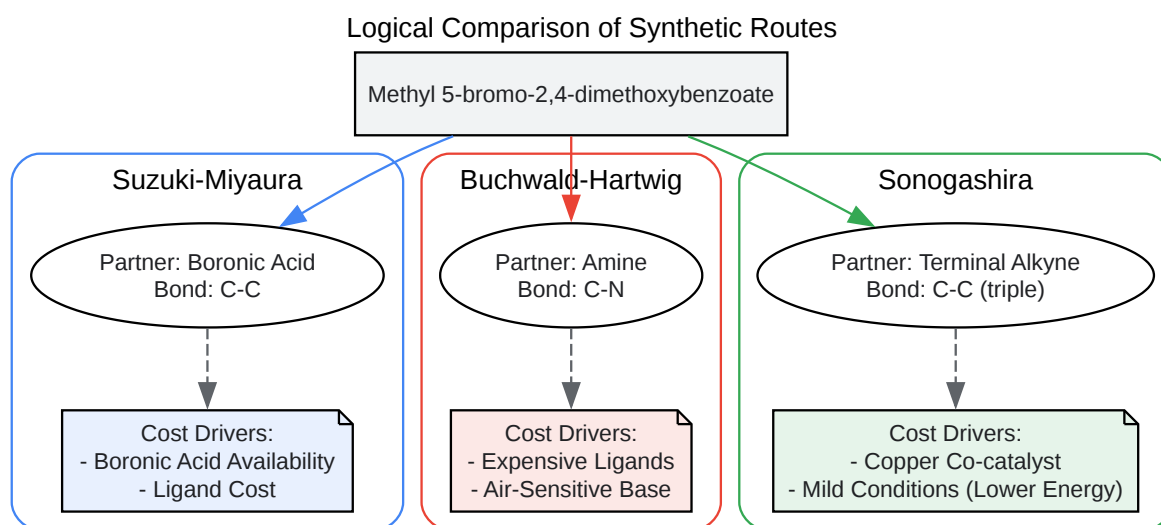 Logical Comparison of Synthetic Routes
Methyl 5-bromo-2,4-dimethoxybenzoate
Suzuki-Miyaura
Partner: Boronic Acid
Bond: C-C
Cost Drivers:
- Boronic Acid Availability
- Ligand Cost
Buchwald-Hartwig
Partner: Amine
Bond: C-N
Cost Drivers:
- Expensive Ligands
- Air-Sensitive Base
Sonogashira
Partner: Terminal Alkyne
Bond: C-C (triple)
Cost Drivers:
- Copper Co-catalyst
- Mild Conditions (Lower Energy)